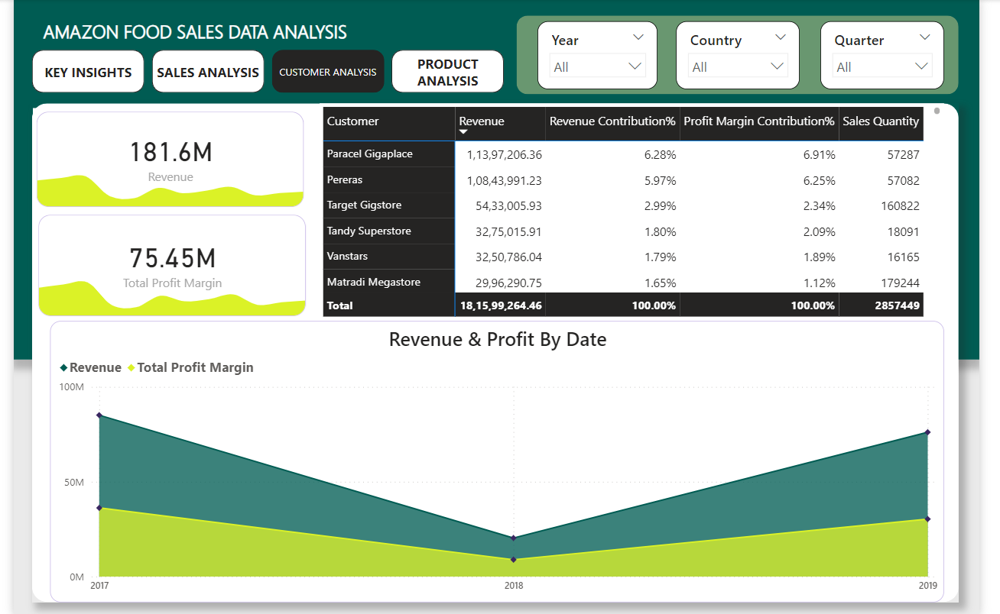 AMAZON FOOD SALES DATA ANALYSIS
KEY INSIGHTS
SALES ANALYSIS
CUSTOMER ANALYSIS
PRODUCT
ANALYSIS
Year
All
Country
All
Quarter
All
181.6M
Revenue
75.45M
Total Profit Margin
Customer Revenue Revenue Contribution% Profit Margin Contribution% Sales Quantity
Paracel Gigaplace 1,13,97,206.36 6.28% 6.91% 57287
Pereras 1,08,43,991.23 5.97% 6.25% 57082
Target Gigstore 54,33,005.93 2.99% 2.34% 160822
Tandy Superstore 32,75,015.91 1.80% 2.09% 18091
Vanstars 32,50,786.04 1.79% 1.89% 16165
Matradi Megastore 29,96,290.75 1.65% 1.12% 179244
Total 18,15,99,264.46 100.00% 100.00% 2857449
Revenue & Profit By Date
Revenue Total Profit Margin
100M
50M
0M
2017 2018 2019